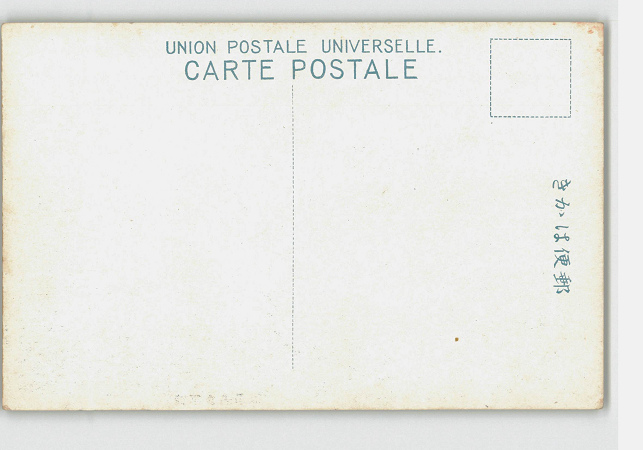 UNION POSTALE UNIVERSELLE.
CARTE POSTALE
きかは便郵